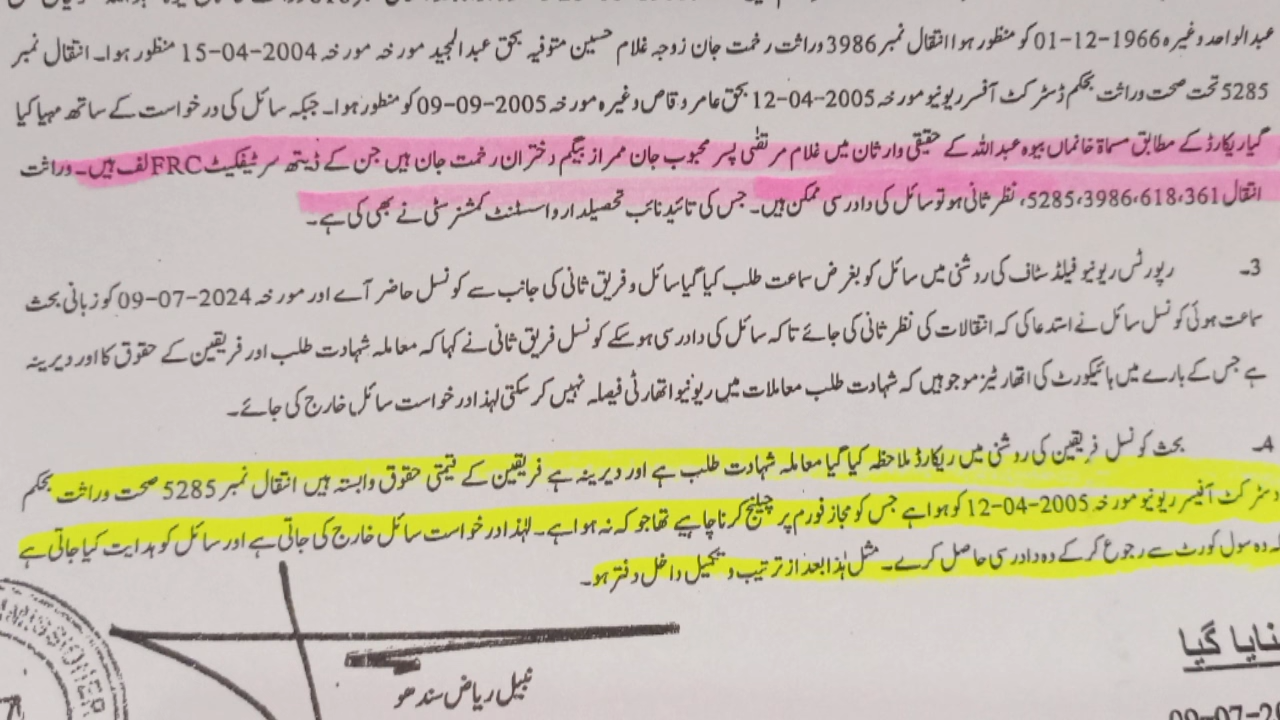 عبدالواحد وغیرہ 1966-12-01 کو منظور ہوا انتقال نمبر 3986 وراثت رحمت جان زوجہ غلام حسین متوفیہ بحق عبدالمجید مورخہ مورخہ 2004-04-15 منظور ہوا۔ انتقال نمبر
5285 تحت صحت وراثت بحکم ڈسٹرکٹ آفسر ریونیو مورخہ 2005-04-12 بحق عامر وقاص وغیرہ مورخہ 2005-09-09 کو منظور ہوا۔ جبکہ سائل کی درخواست کے ساتھ مہیا کیا
گیا ریکارڈ کے مطابق مسماۃ خانماں بیوہ عبداللہ کے حقیقی وارثان میں غلام مرتضٰی پسر محبوب جان ممراز بیگم دختران رحمت جان ہیں جن کے ڈیتھ سرٹیفکیٹ FRC لف ہیں۔ وراثت
انتقال 361، 618، 3986، 5285، نظر ثانی ہو تو سائل کی دادرسی ممکن ہیں۔ جس کی تائید نائب تحصیلدار و اسسٹنٹ کمشنر سٹی نے بھی کی ہے۔
3۔ رپورٹس ریونیو فیلڈ سٹاف کی روشنی میں سائل کو بغرض سماعت طلب کیا گیا سائل و فریق ثانی کی جانب سے کونسل حاضر آے اور مورخہ 2024-07-09 کو زبانی بحث
سماعت ہوئی کونسل سائل نے استدعا کی کہ انتقالات کی نظر ثانی کی جائے تاکہ سائل کی دادرسی ہو سکے کونسل فریق ثانی نے کہا کہ معاملہ شہادت طلب اور فریقین کے حقوق کا اور دیرینہ
ہے جس کے بارے میں ہائیکورٹ کی اتھارٹیز موجو ہیں کہ شہادت طلب معاملات میں ریونیو اتھارٹی فیصلہ نہیں کر سکتی لہذا درخواست سائل خارج کی جائے۔
4۔ بحث کونسل فریقین کی روشنی میں ریکارڈ ملاحظہ کیا گیا معاملہ شہادت طلب ہے اور دیرینہ ہے فریقین کے قیمتی حقوق وابستہ ہیں انتقال نمبر 5285 صحت وراثت بحکم
ڈسٹرکٹ آفیسر ریونیو مورخہ 2005-04-12 کو ہوا ہے جس کو مجاز فورم پر چیلنج کرنا چاہیے تھا جو کہ نہ ہوا ہے۔ لہٰذا درخواست سائل خارج کی جاتی ہے اور سائل کو ہدایت کیا جاتی ہے
کہ وہ سول کورٹ سے رجوع کر کے وہ دادرسی حاصل کرے۔ مثل ہٰذا بعد از ترتیب و تکمیل داخل دفتر ہو۔
نبیل ریاض سندھو